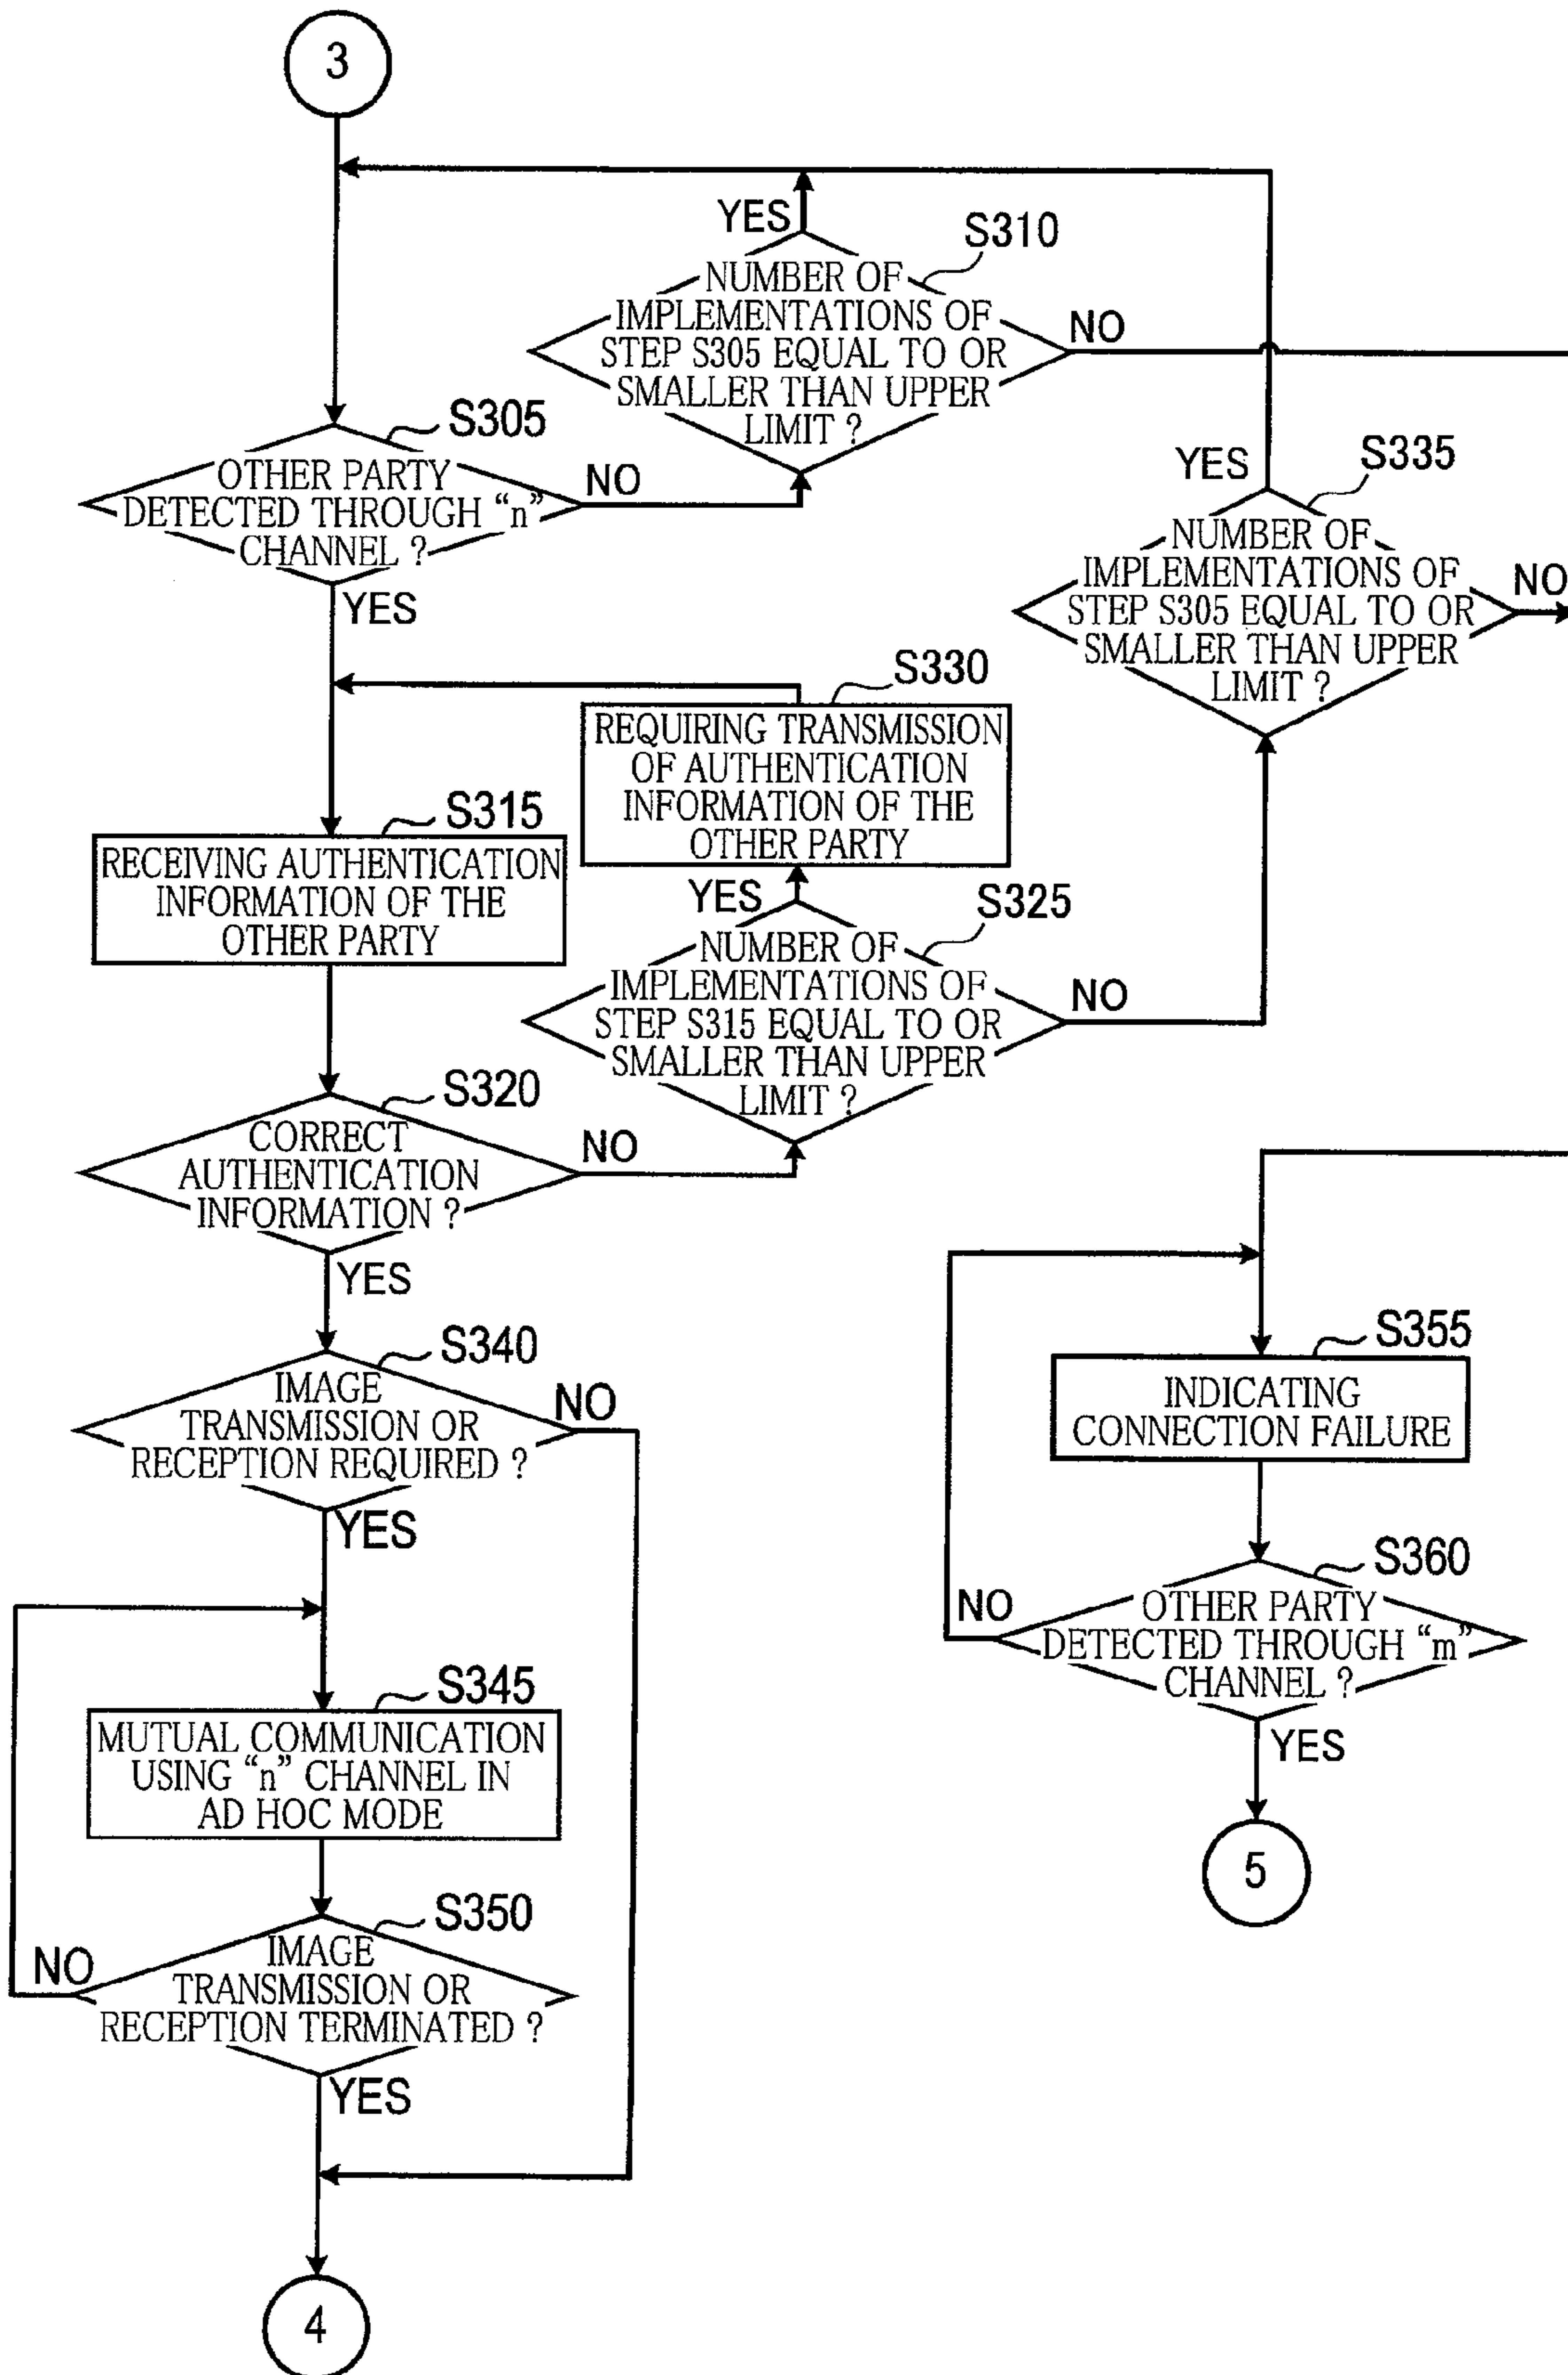 3
YES
S310
NUMBER OF
IMPLEMENTATIONS OF
STEP S305 EQUAL TO OR
SMALLER THAN UPPER
LIMIT ?
NO
S305
OTHER PARTY
DETECTED THROUGH “n”
CHANNEL ?
NO
YES
YES
S335
NUMBER OF
IMPLEMENTATIONS OF
STEP S305 EQUAL TO OR
SMALLER THAN UPPER
LIMIT ?
NO
S330
REQUIRING TRANSMISSION
OF AUTHENTICATION
INFORMATION OF THE
OTHER PARTY
S315
RECEIVING AUTHENTICATION
INFORMATION OF THE
OTHER PARTY
YES
S325
NUMBER OF
IMPLEMENTATIONS OF
STEP S315 EQUAL TO OR
SMALLER THAN UPPER
LIMIT ?
NO
S320
CORRECT
AUTHENTICATION
INFORMATION ?
NO
YES
S340
IMAGE
TRANSMISSION OR
RECEPTION REQUIRED ?
NO
YES
S345
MUTUAL COMMUNICATION
USING “n” CHANNEL IN
AD HOC MODE
S350
IMAGE
TRANSMISSION OR
RECEPTION TERMINATED ?
NO
YES
4
S355
INDICATING
CONNECTION FAILURE
S360
OTHER PARTY
DETECTED THROUGH “m”
CHANNEL ?
NO
YES
5